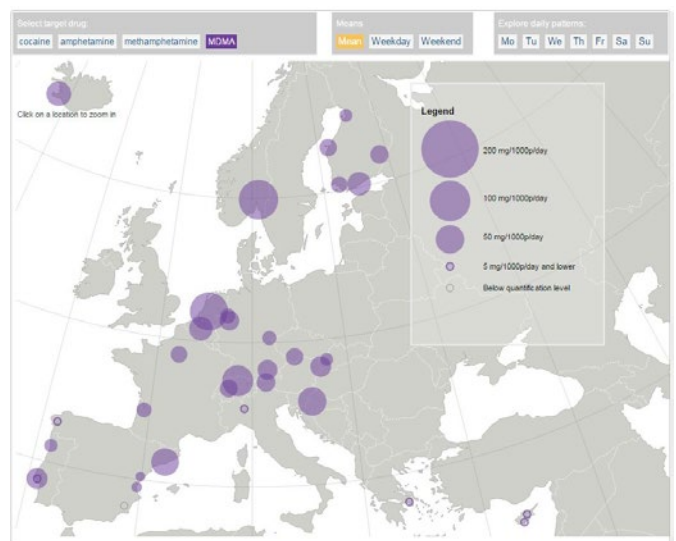 Select target drug:
cocaine amphetamine methamphetamine MDMA
Means
Mean Weekday Weekend
Explore daily patterns:
Mo Tu We Th Fr Sa Su
Click on a location to zoom in
Legend
200 mg/1000p/day
100 mg/1000p/day
50 mg/1000p/day
5 mg/1000p/day and lower
Below quantification level